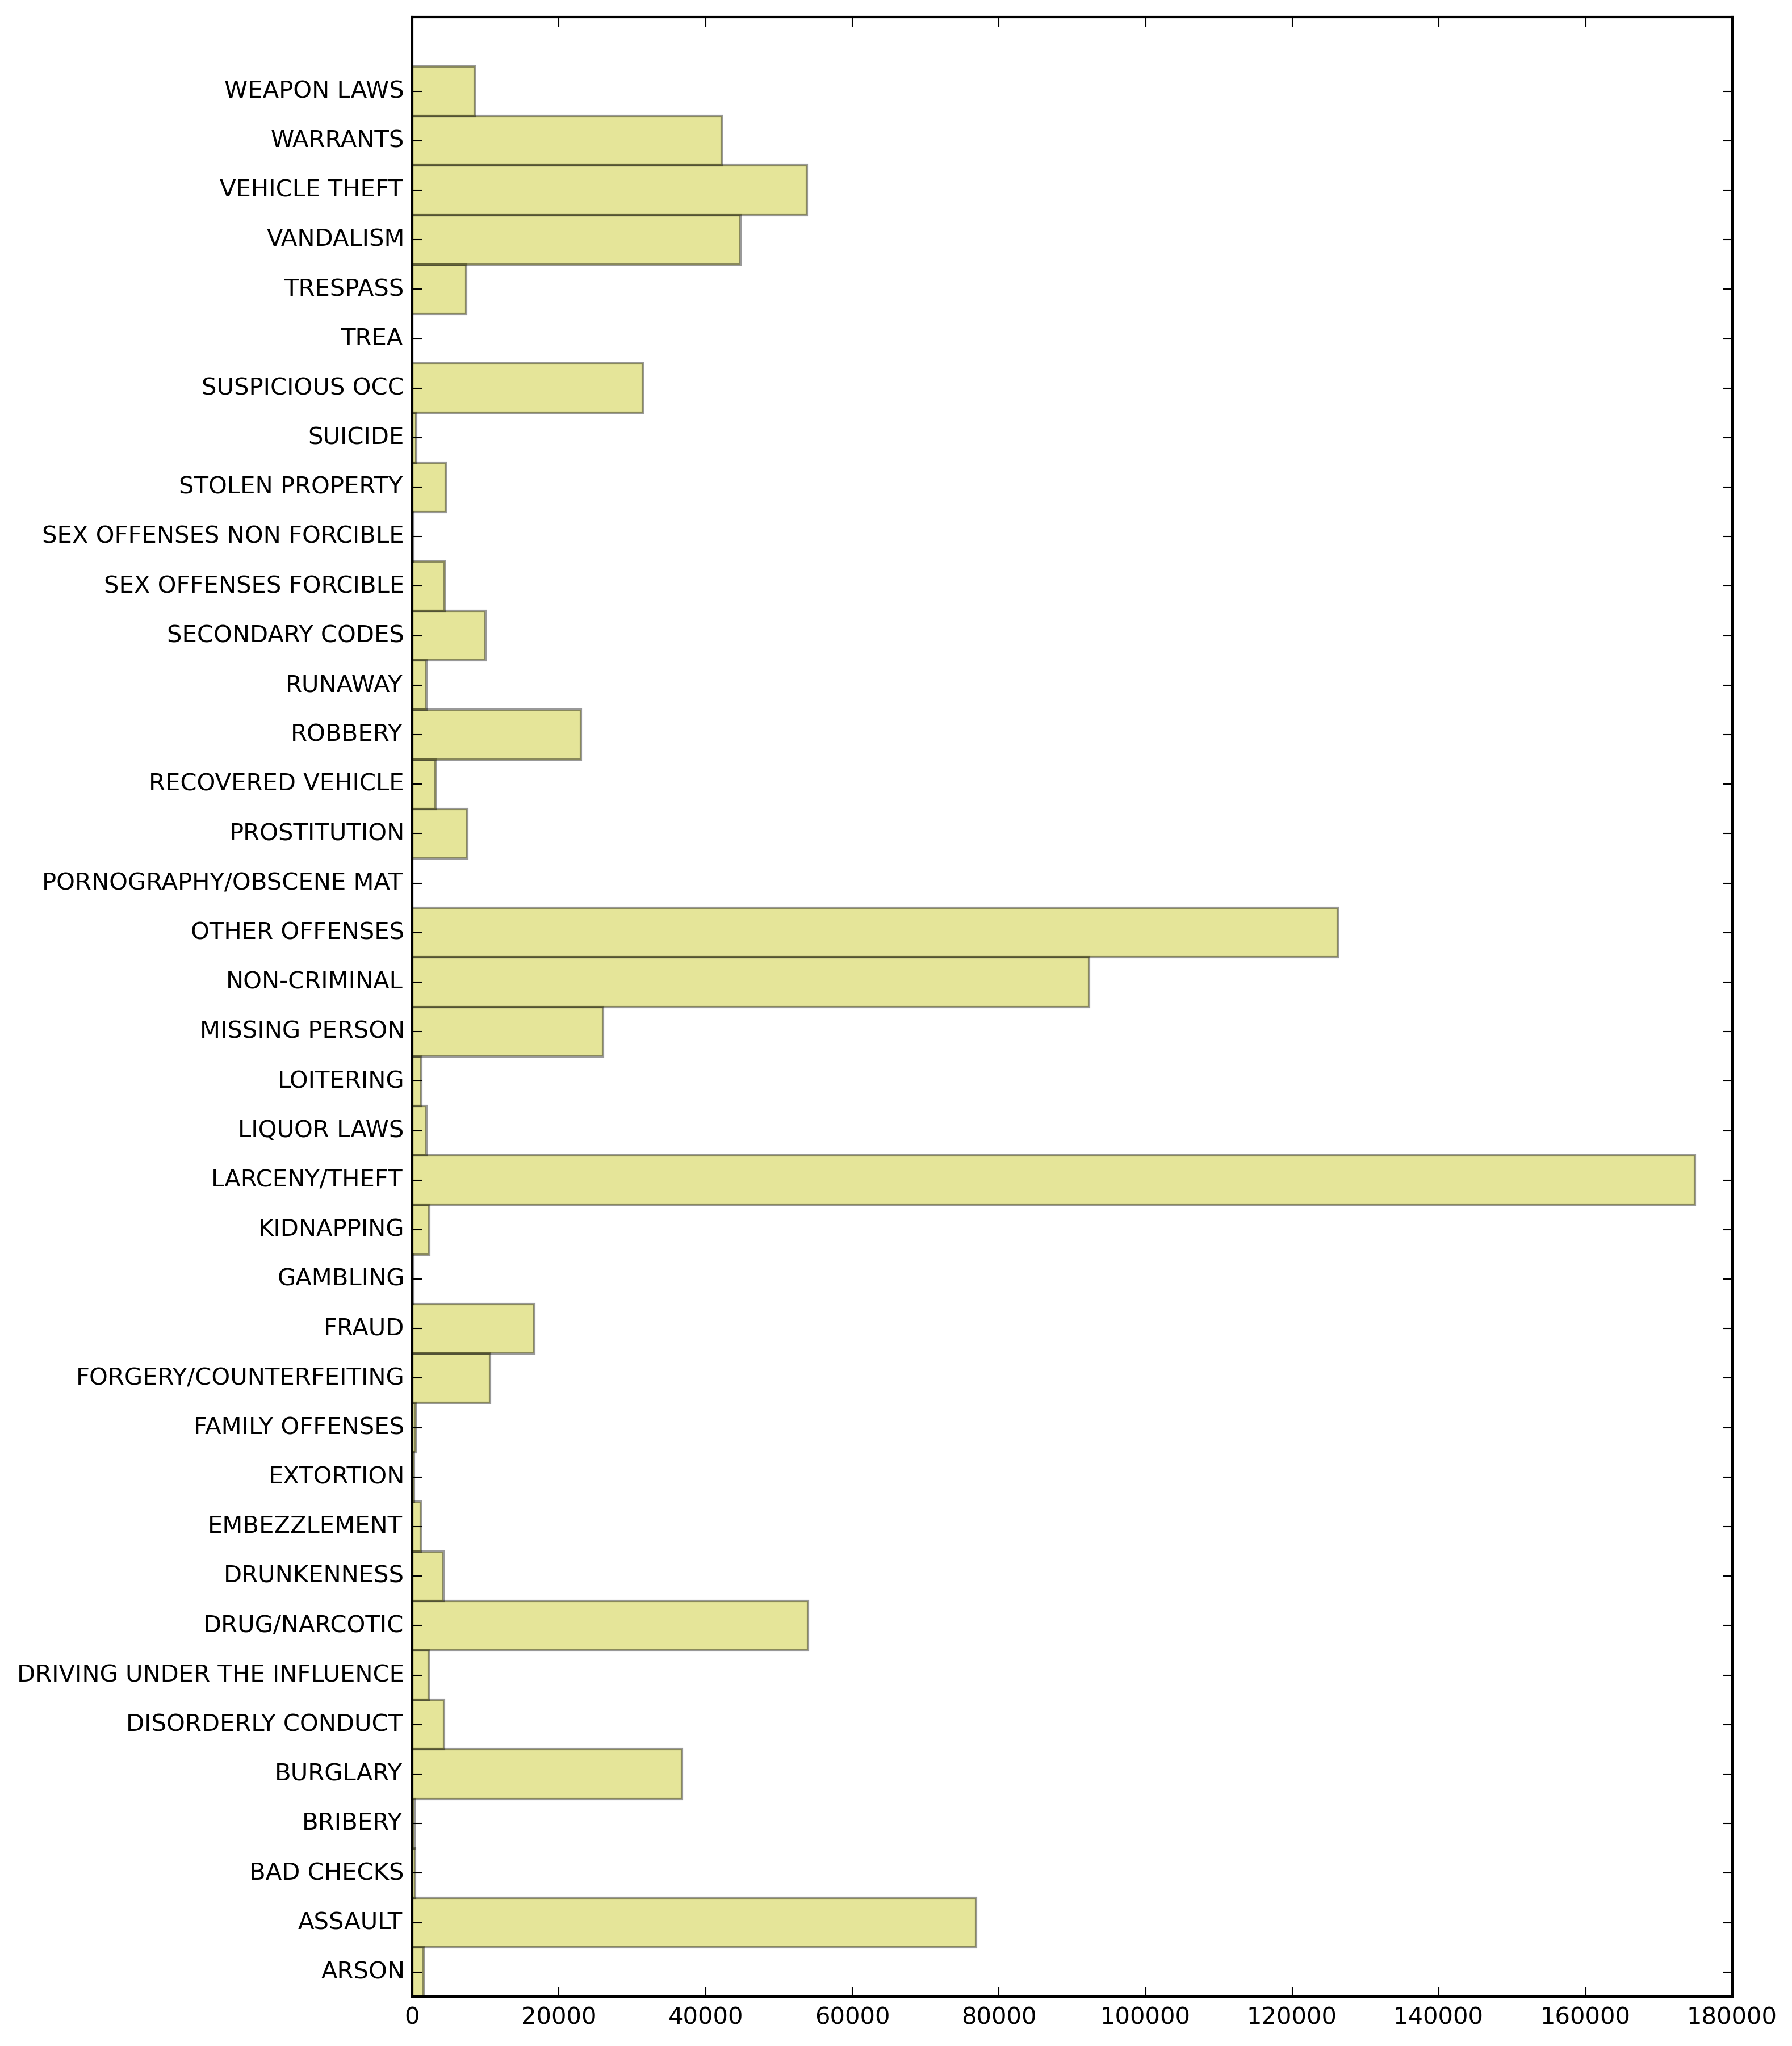 WEAPON LAWS
WARRANTS
VEHICLE THEFT
VANDALISM
TRESPASS
TREA
SUSPICIOUS OCC
SUICIDE
STOLEN PROPERTY
SEX OFFENSES NON FORCIBLE
SEX OFFENSES FORCIBLE
SECONDARY CODES
RUNAWAY
ROBBERY
RECOVERED VEHICLE
PROSTITUTION
PORNOGRAPHY/OBSCENE MAT
OTHER OFFENSES
NON-CRIMINAL
MISSING PERSON
LOITERING
LIQUOR LAWS
LARCENY/THEFT
KIDNAPPING
GAMBLING
FRAUD
FORGERY/COUNTERFEITING
FAMILY OFFENSES
EXTORTION
EMBEZZLEMENT
DRUNKENNESS
DRUG/NARCOTIC
DRIVING UNDER THE INFLUENCE
DISORDERLY CONDUCT
BURGLARY
BRIBERY
BAD CHECKS
ASSAULT
ARSON
0 20000 40000 60000 80000 100000 120000 140000 160000 180000